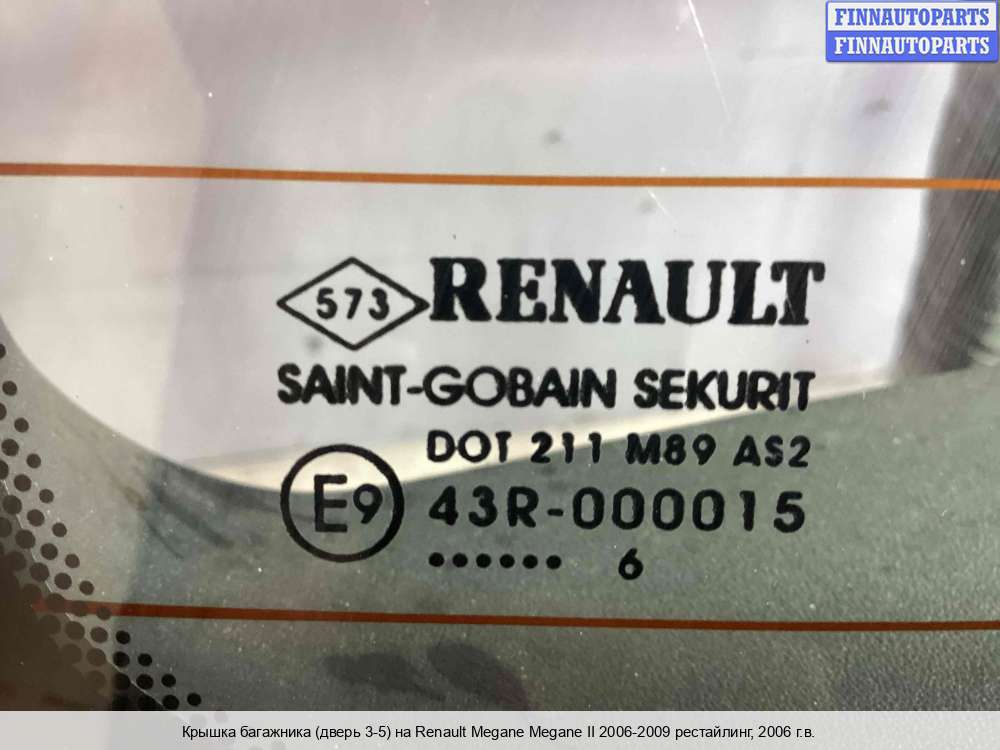 FINNAUTOPARTS
FINNAUTOPARTS
573 RENAULT
SAINT-GOBAIN SEKURIT
DOT 211 M89 AS2
E9 43R-000015
...... 6
Крышка багажника (дверь 3-5) на Renault Megane Megane II 2006-2009 рестайлинг, 2006 г.в.